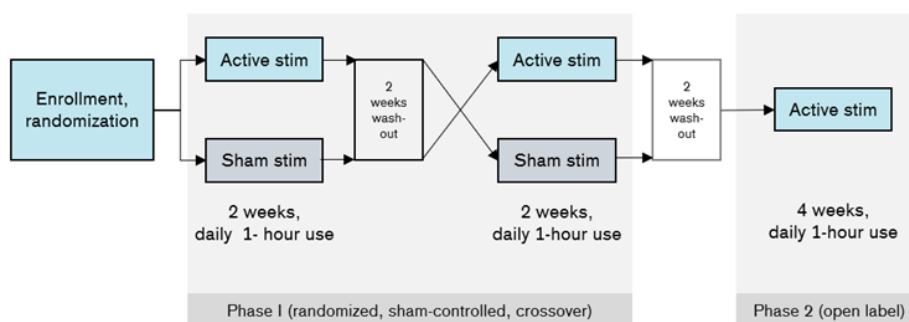 Enrollment,
randomization
Active stim
Sham stim
2 weeks,
daily 1- hour use
2
weeks
wash-
out
Active stim
Sham stim
2 weeks,
daily 1-hour use
2
weeks
wash-
out
Active stim
4 weeks,
daily 1-hour use
Phase I (randomized, sham-controlled, crossover)
Phase 2 (open label)